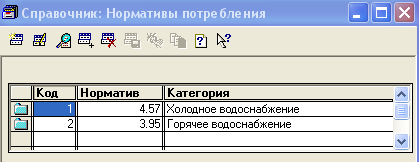 Справочник: Нормативы потребления
Код Норматив Категория
1 4.57 Холодное водоснабжение
2 3.95 Горячее водоснабжение